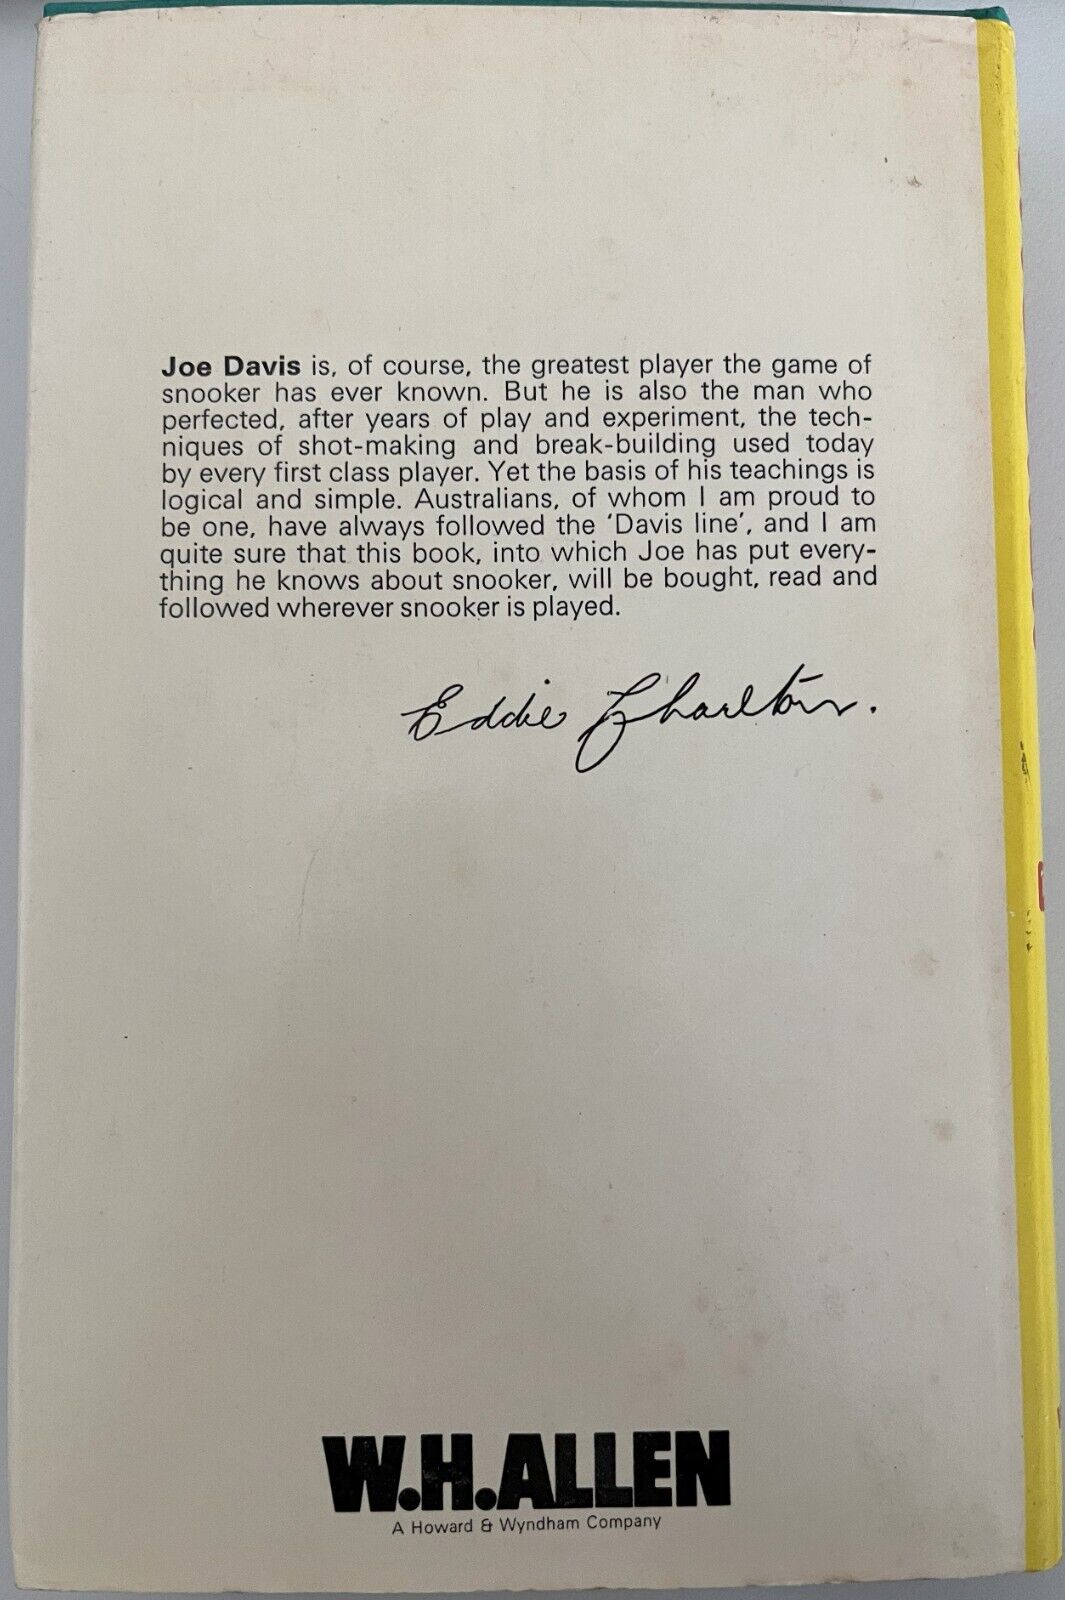 Joe Davis is, of course, the greatest player the game of
snooker has ever known. But he is also the man who
perfected, after years of play and experiment, the tech-
niques of shot-making and break-building used today
by every first class player. Yet the basis of his teachings is
logical and simple. Australians, of whom I am proud to
be one, have always followed the 'Davis line', and I am
quite sure that this book, into which Joe has put every-
thing he knows about snooker, will be bought, read and
followed wherever snooker is played.
Eddie Charlton.
W.H.ALLEN
A Howard & Wyndham Company